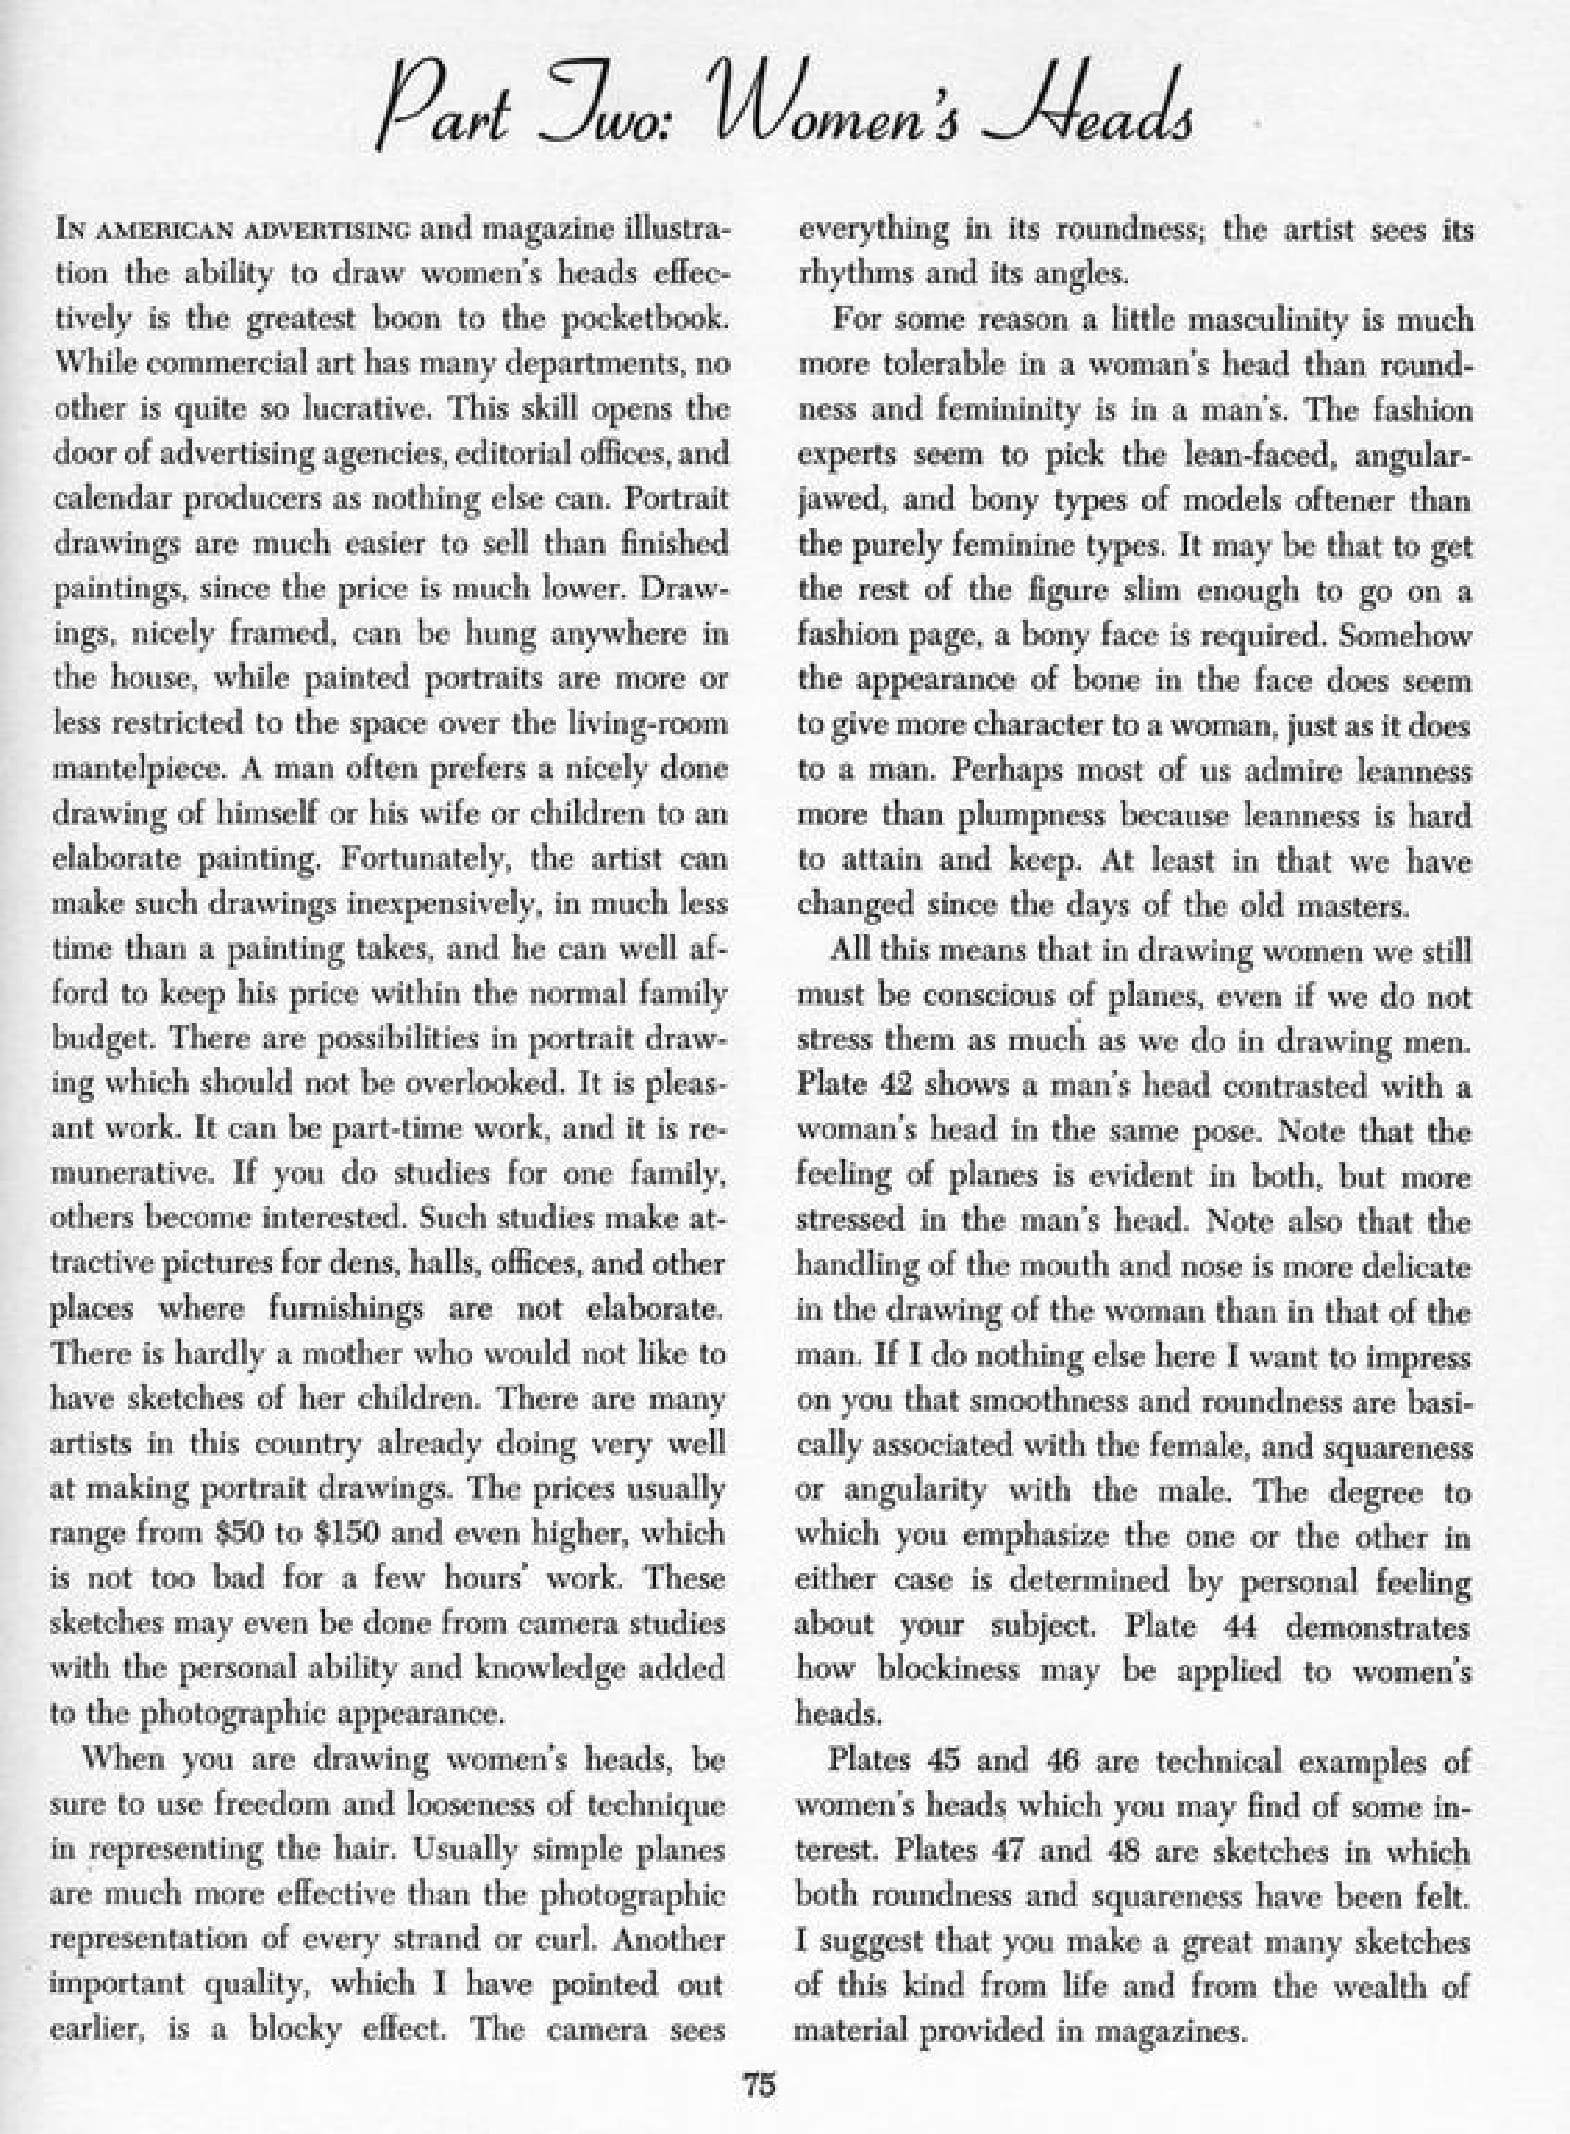 Part Two: Women's Heads
IN AMERICAN ADVERTISING and magazine illustra-
tion the ability to draw women's heads effec-
tively is the greatest boon to the pocketbook.
While commercial art has many departments, no
other is quite so lucrative. This skill opens the
door of advertising agencies, editorial offices, and
calendar producers as nothing else can. Portrait
drawings are much easier to sell than finished
paintings, since the price is much lower. Draw-
ings, nicely framed, can be hung anywhere in
the house, while painted portraits are more or
less restricted to the space over the living-room
mantelpiece. A man often prefers a nicely done
drawing of himself or his wife or children to an
elaborate painting. Fortunately, the artist can
make such drawings inexpensively, in much less
time than a painting takes, and he can well af-
ford to keep his price within the normal family
budget. There are possibilities in portrait draw-
ing which should not be overlooked. It is pleas-
ant work. It can be part-time work, and it is re-
munerative. If you do studies for one family,
others become interested. Such studies make at-
tractive pictures for dens, halls, offices, and other
places where furnishings are not elaborate.
There is hardly a mother who would not like to
have sketches of her children. There are many
artists in this country already doing very well
at making portrait drawings. The prices usually
range from $50 to $150 and even higher, which
is not too bad for a few hours' work. These
sketches may even be done from camera studies
with the personal ability and knowledge added
to the photographic appearance.
When you are drawing women's heads, be
sure to use freedom and looseness of technique
in representing the hair. Usually simple planes
are much more effective than the photographic
representation of every strand or curl. Another
important quality, which I have pointed out
earlier, is a blocky effect. The camera sees
everything in its roundness; the artist sees its
rhythms and its angles.
For some reason a little masculinity is much
more tolerable in a woman's head than round-
ness and femininity is in a man's. The fashion
experts seem to pick the lean-faced, angular-
jawed, and bony types of models oftener than
the purely feminine types. It may be that to get
the rest of the figure slim enough to go on a
fashion page, a bony face is required. Somehow
the appearance of bone in the face does seem
to give more character to a woman, just as it does
to a man. Perhaps most of us admire leanness
more than plumpness because leanness is hard
to attain and keep. At least in that we have
changed since the days of the old masters.
All this means that in drawing women we still
must be conscious of planes, even if we do not
stress them as much as we do in drawing men.
Plate 42 shows a man's head contrasted with a
woman's head in the same pose. Note that the
feeling of planes is evident in both, but more
stressed in the man's head. Note also that the
handling of the mouth and nose is more delicate
in the drawing of the woman than in that of the
man. If I do nothing else here I want to impress
on you that smoothness and roundness are basi-
cally associated with the female, and squareness
or angularity with the male. The degree to
which you emphasize the one or the other in
either case is determined by personal feeling
about your subject. Plate 44 demonstrates
how blockiness may be applied to women's
heads.
Plates 45 and 46 are technical examples of
women's heads which you may find of some in-
terest. Plates 47 and 48 are sketches in which
both roundness and squareness have been felt.
I suggest that you make a great many sketches
of this kind from life and from the wealth of
material provided in magazines.
75